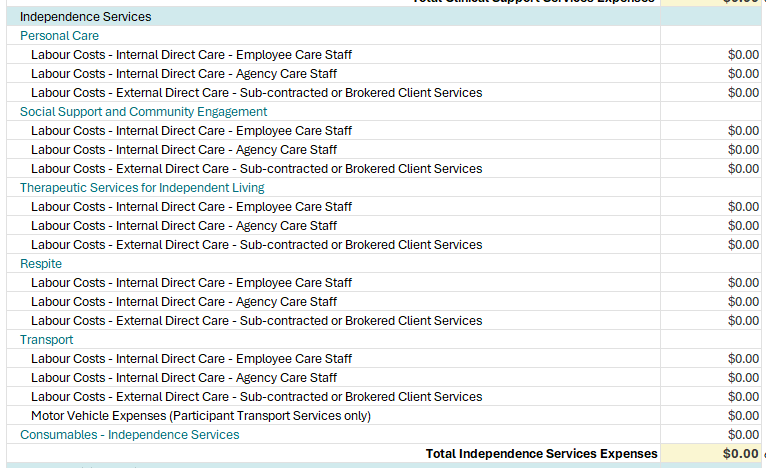 Total Clinical Support Services Expenses $0.00
Independence Services
Personal Care
Labour Costs - Internal Direct Care - Employee Care Staff $0.00
Labour Costs - Internal Direct Care - Agency Care Staff $0.00
Labour Costs - External Direct Care - Sub-contracted or Brokered Client Services $0.00
Social Support and Community Engagement
Labour Costs - Internal Direct Care - Employee Care Staff $0.00
Labour Costs - Internal Direct Care - Agency Care Staff $0.00
Labour Costs - External Direct Care - Sub-contracted or Brokered Client Services $0.00
Therapeutic Services for Independent Living
Labour Costs - Internal Direct Care - Employee Care Staff $0.00
Labour Costs - Internal Direct Care - Agency Care Staff $0.00
Labour Costs - External Direct Care - Sub-contracted or Brokered Client Services $0.00
Respite
Labour Costs - Internal Direct Care - Employee Care Staff $0.00
Labour Costs - Internal Direct Care - Agency Care Staff $0.00
Labour Costs - External Direct Care - Sub-contracted or Brokered Client Services $0.00
Transport
Labour Costs - Internal Direct Care - Employee Care Staff $0.00
Labour Costs - Internal Direct Care - Agency Care Staff $0.00
Labour Costs - External Direct Care - Sub-contracted or Brokered Client Services $0.00
Motor Vehicle Expenses (Participant Transport Services only) $0.00
Consumables - Independence Services $0.00
Total Independence Services Expenses $0.00